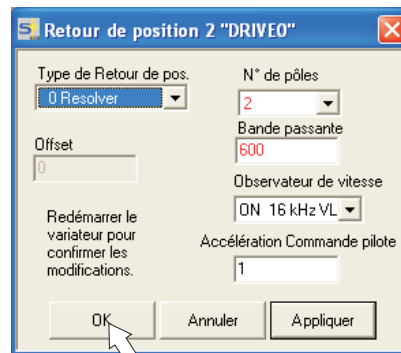 Retour de position 2 "DRIVE0"
Type de Retour de pos.
0 Resolver
Offset
0
Redémarrer le
variateur pour
confirmer les
modifications.
N° de pôles
2
Bande passante
600
Observateur de vitesse
ON 16 kHz VL
Accélération Commande pilote
1
OK
Annuler
Appliquer